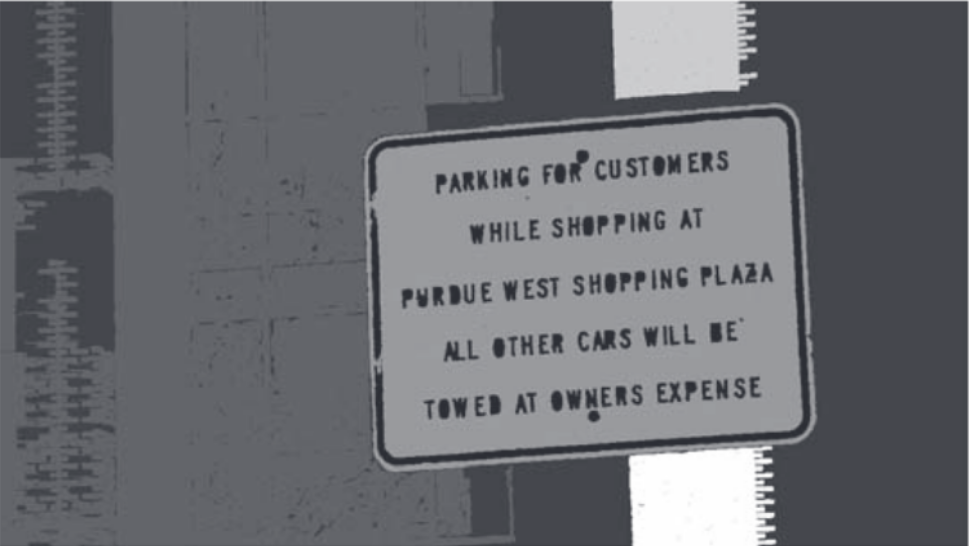 PARKING FOR CUSTOMERS
WHILE SHOPPING AT
PURDUE WEST SHOPPING PLAZA
ALL OTHER CARS WILL BE
TOWED AT OWNERS EXPENSE